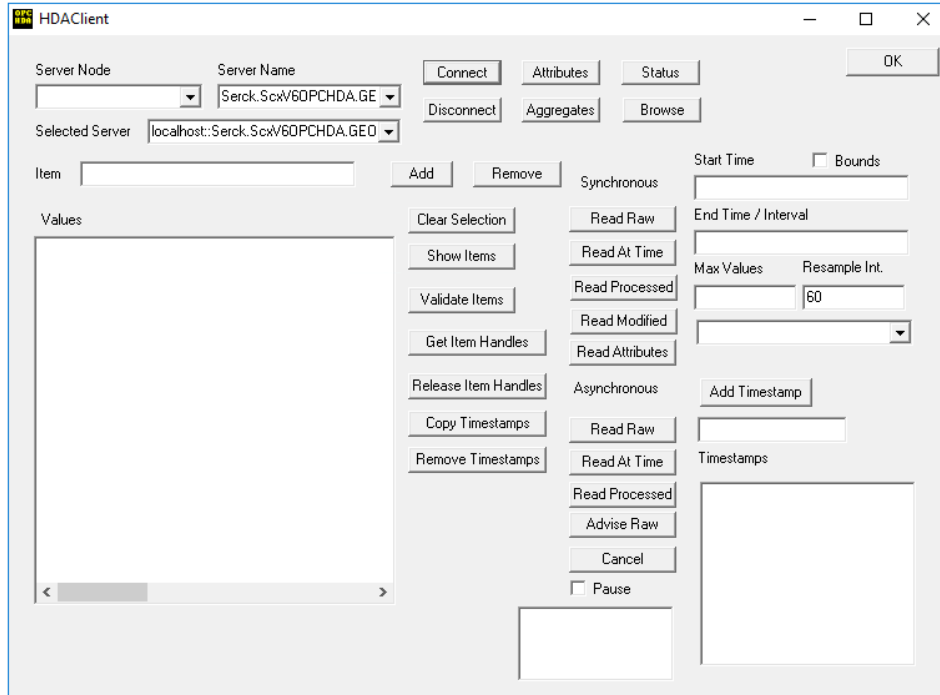 OPC HDA HDAClient
OK
Server Node Server Name Connect Attributes Status
Serck.ScxV6OPCHDA.GE
Disconnect Aggregates Browse
Selected Server localhost::Serck.ScxV6OPCHDA.GEO
Item Add Remove
Synchronous
Start Time Bounds
Values
Clear Selection
Show Items
Validate Items
Get Item Handles
Release Item Handles
Copy Timestamps
Remove Timestamps
Read Raw
Read At Time
Read Processed
Read Modified
Read Attributes
Asynchronous
Read Raw
Read At Time
Read Processed
Advise Raw
Cancel
Pause
End Time / Interval
Max Values Resample Int.
60
Add Timestamp
Timestamps